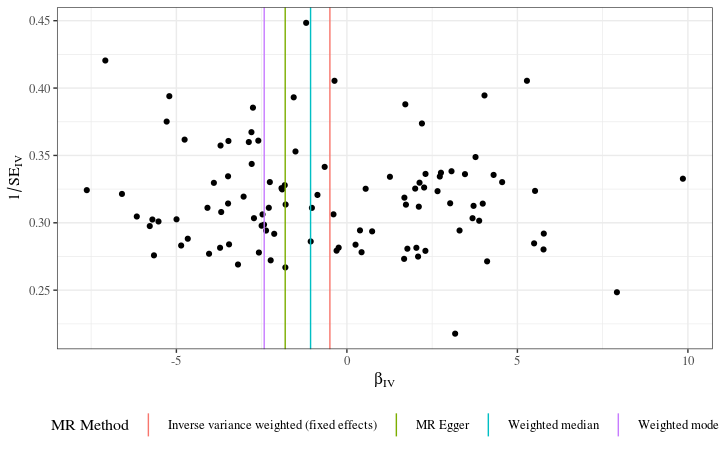 0.45
0.40
0.35
0.30
0.25
1/SE_IV
-5
0
5
10
β_IV
MR Method
Inverse variance weighted (fixed effects)
MR Egger
Weighted median
Weighted mode